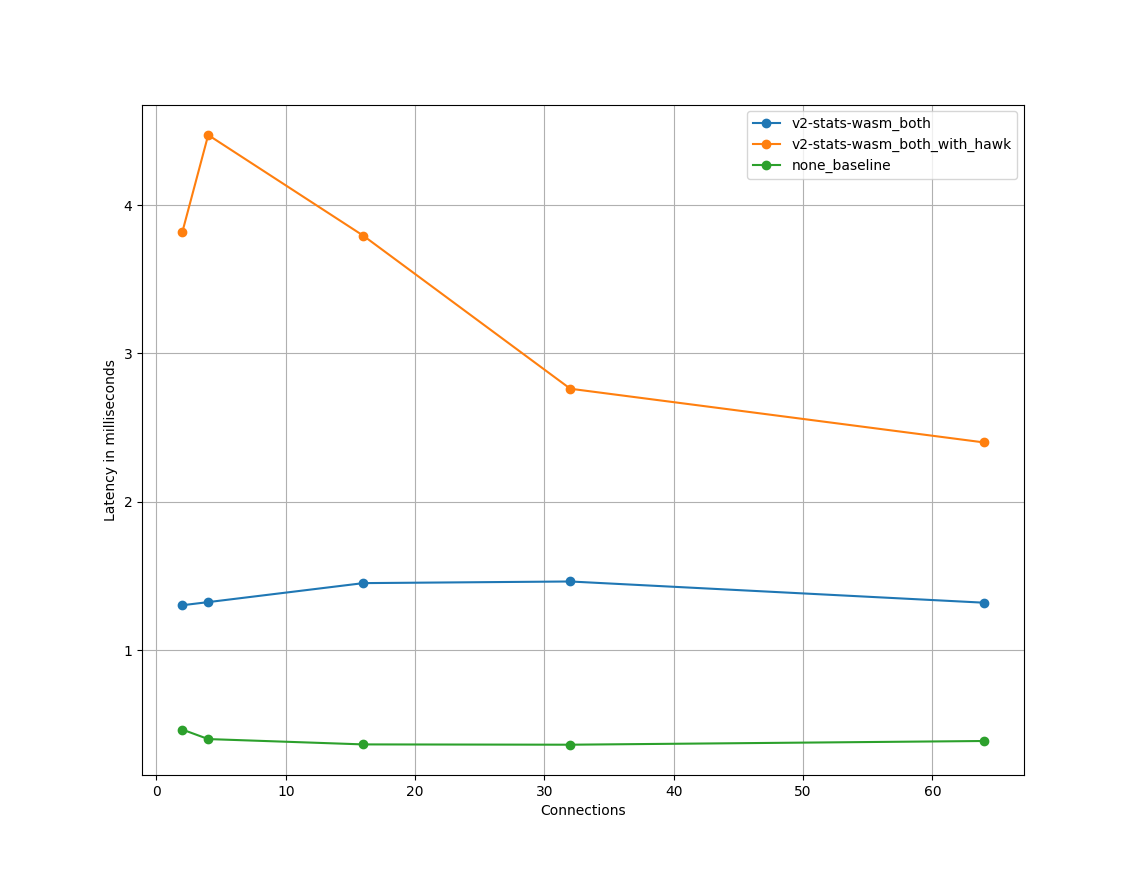 v2-stats-wasm_both
v2-stats-wasm_both_with_hawk
none_baseline
4
3
2
1
Latency in milliseconds
0 10 20 30 40 50 60
Connections